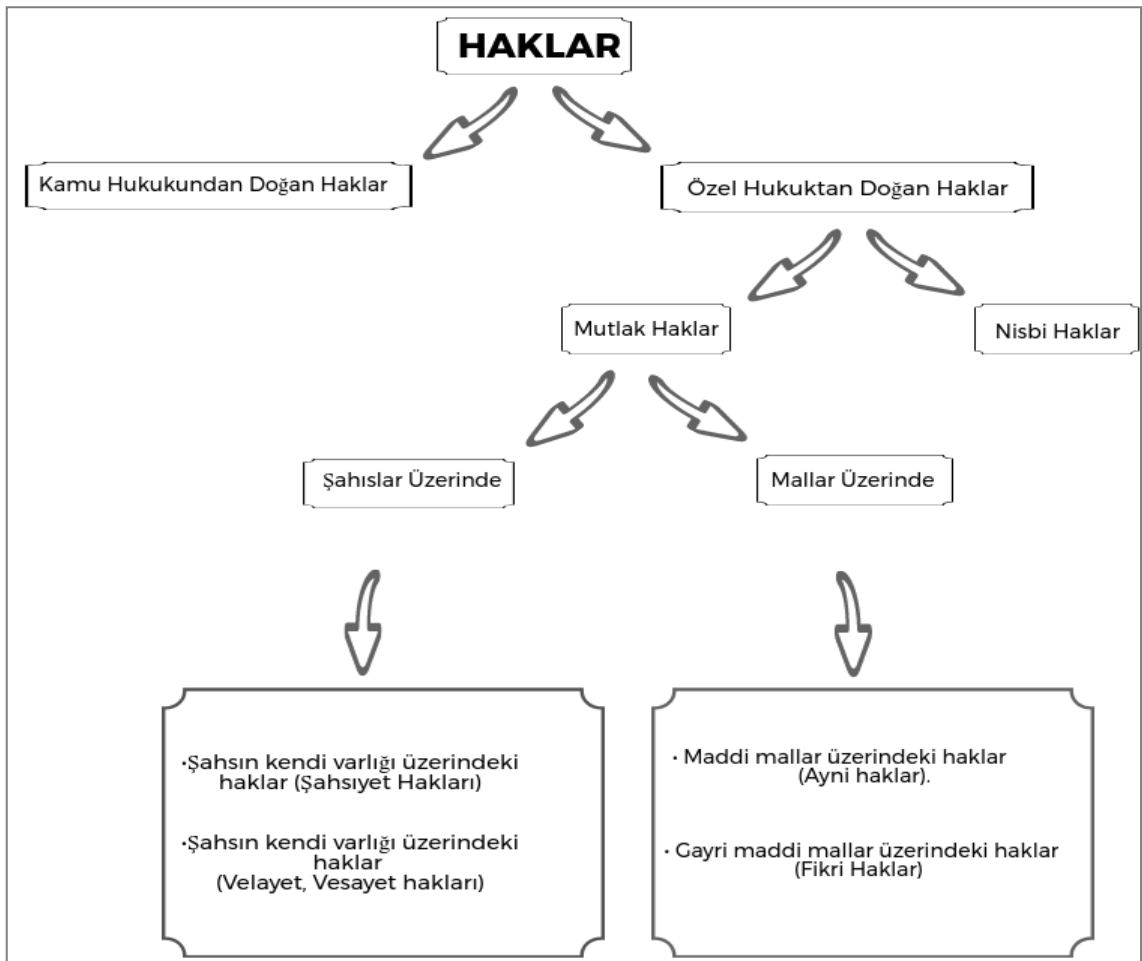 HAKLAR
Kamu Hukukundan Doğan Haklar
Özel Hukuktan Doğan Haklar
Mutlak Haklar
Nisbi Haklar
Şahıslar Üzerinde
Mallar Üzerinde
•Şahsın kendi varlığı üzerindeki
haklar (Şahsıyet Hakları)
•Şahsın kendi varlığı üzerindeki
haklar
(Velayet, Vesayet hakları)
• Maddi mallar üzerindeki haklar
(Ayni haklar).
• Gayri maddi mallar üzerindeki haklar
(Fikri Haklar)